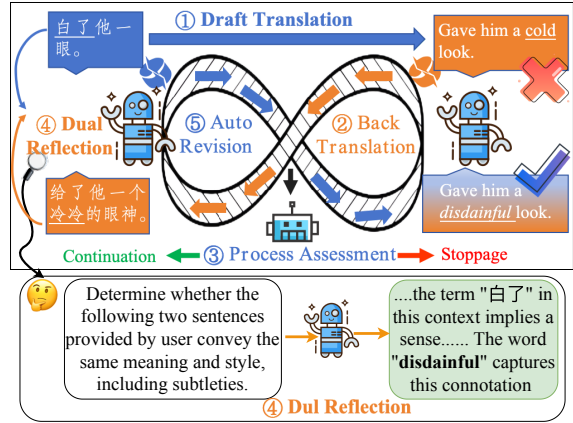 ① Draft Translation
白了他一
眼。
Gave him a cold
look.
④ Dual
Reflection
⑤ Auto
Revision
② Back
Translation
给了他一个
冷冷的眼神。
Gave him a
disdainful look.
Continuation
③ Process Assessment
Stoppage
Determine whether the
following two sentences
provided by user convey the
same meaning and style,
including subtleties.
....the term "白了" in
this context implies a
sense...... The word
"disdainful" captures
this connotation
④ Dul Reflection